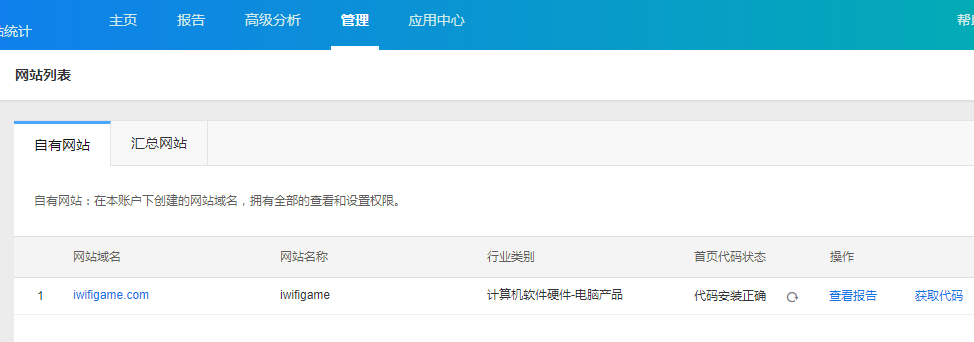 主页 报告 高级分析 管理 应用中心
统计
网站列表
自有网站 汇总网站
自有网站：在本账户下创建的网站域名，拥有全部的查看和设置权限。
网站域名 网站名称 行业类别 首页代码状态 操作
1 iwifigame.com iwifigame 计算机软件硬件-电脑产品 代码安装正确 查看报告 获取代码